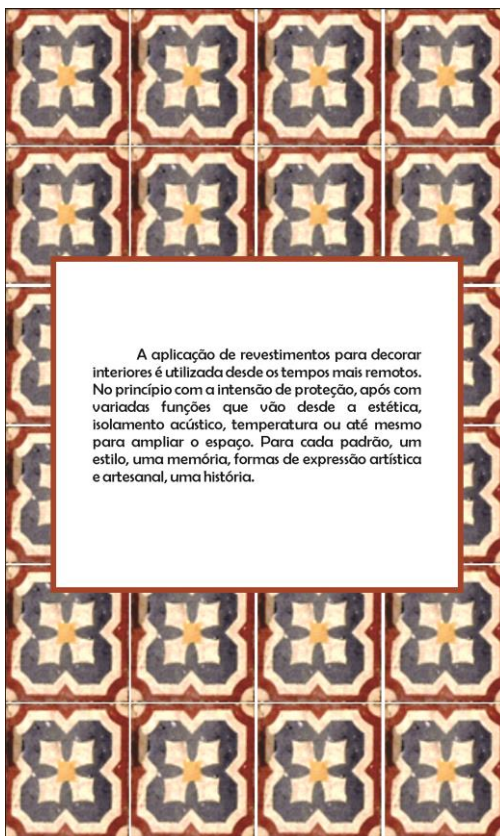 A aplicação de revestimentos para decorar
interiores é utilizada desde os tempos mais remotos.
No princípio com a intensão de proteção, após com
variadas funções que vão desde a estética,
isolamento acústico, temperatura ou até mesmo
para ampliar o espaço. Para cada padrão, um
estilo, uma memória, formas de expressão artística
e artesanal, uma história.